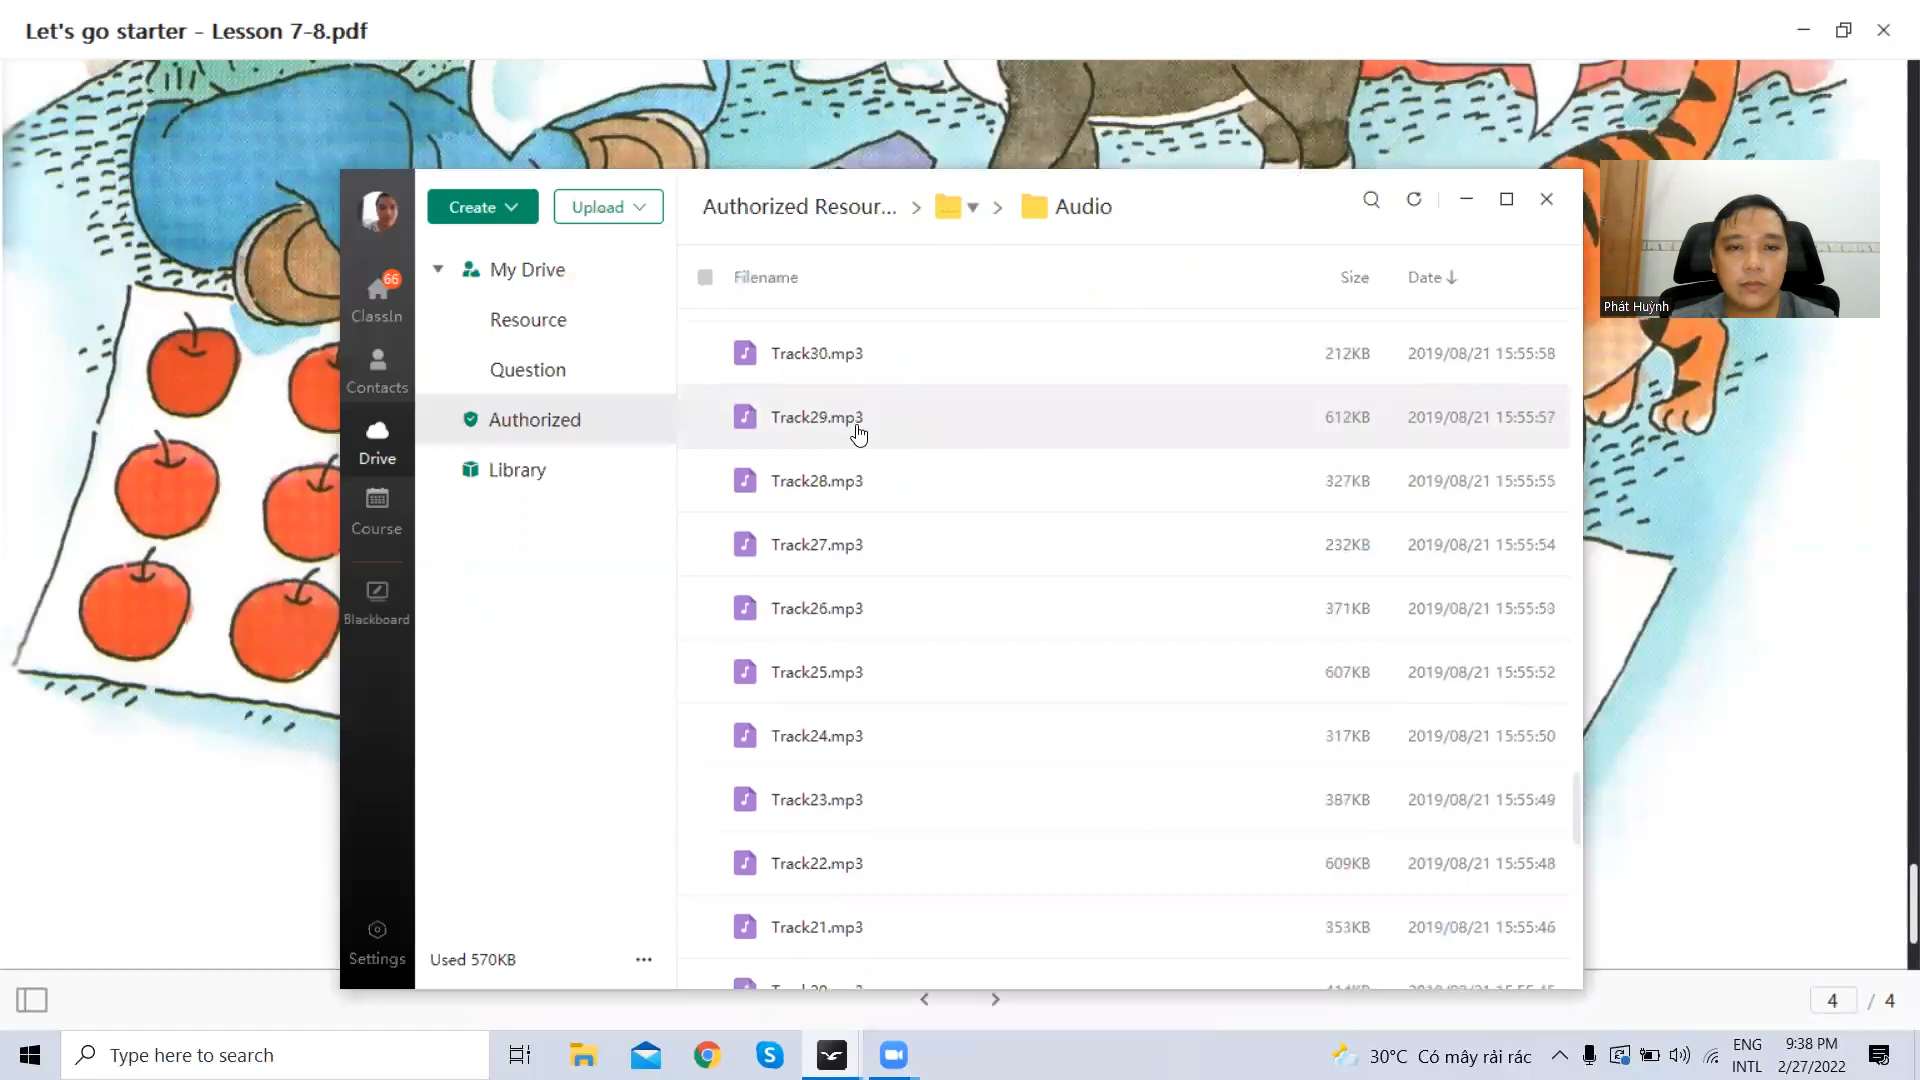 Let's go starter - Lesson 7-8.pdf
Create
Upload
Authorized Resour... > > Audio
66
ClassIn
Contacts
Drive
Course
Blackboard
Settings
My Drive
Resource
Question
Authorized
Library
Used 570KB
Filename Size Date
Track30.mp3 212KB 2019/08/21 15:55:58
Track29.mp3 612KB 2019/08/21 15:55:57
Track28.mp3 327KB 2019/08/21 15:55:55
Track27.mp3 232KB 2019/08/21 15:55:54
Track26.mp3 371KB 2019/08/21 15:55:53
Track25.mp3 607KB 2019/08/21 15:55:52
Track24.mp3 317KB 2019/08/21 15:55:50
Track23.mp3 387KB 2019/08/21 15:55:49
Track22.mp3 609KB 2019/08/21 15:55:48
Track21.mp3 353KB 2019/08/21 15:55:46
Phát Huỳnh
4 / 4
Type here to search
30°C Có mây rải rác
ENG
INTL
9:38 PM
2/27/2022